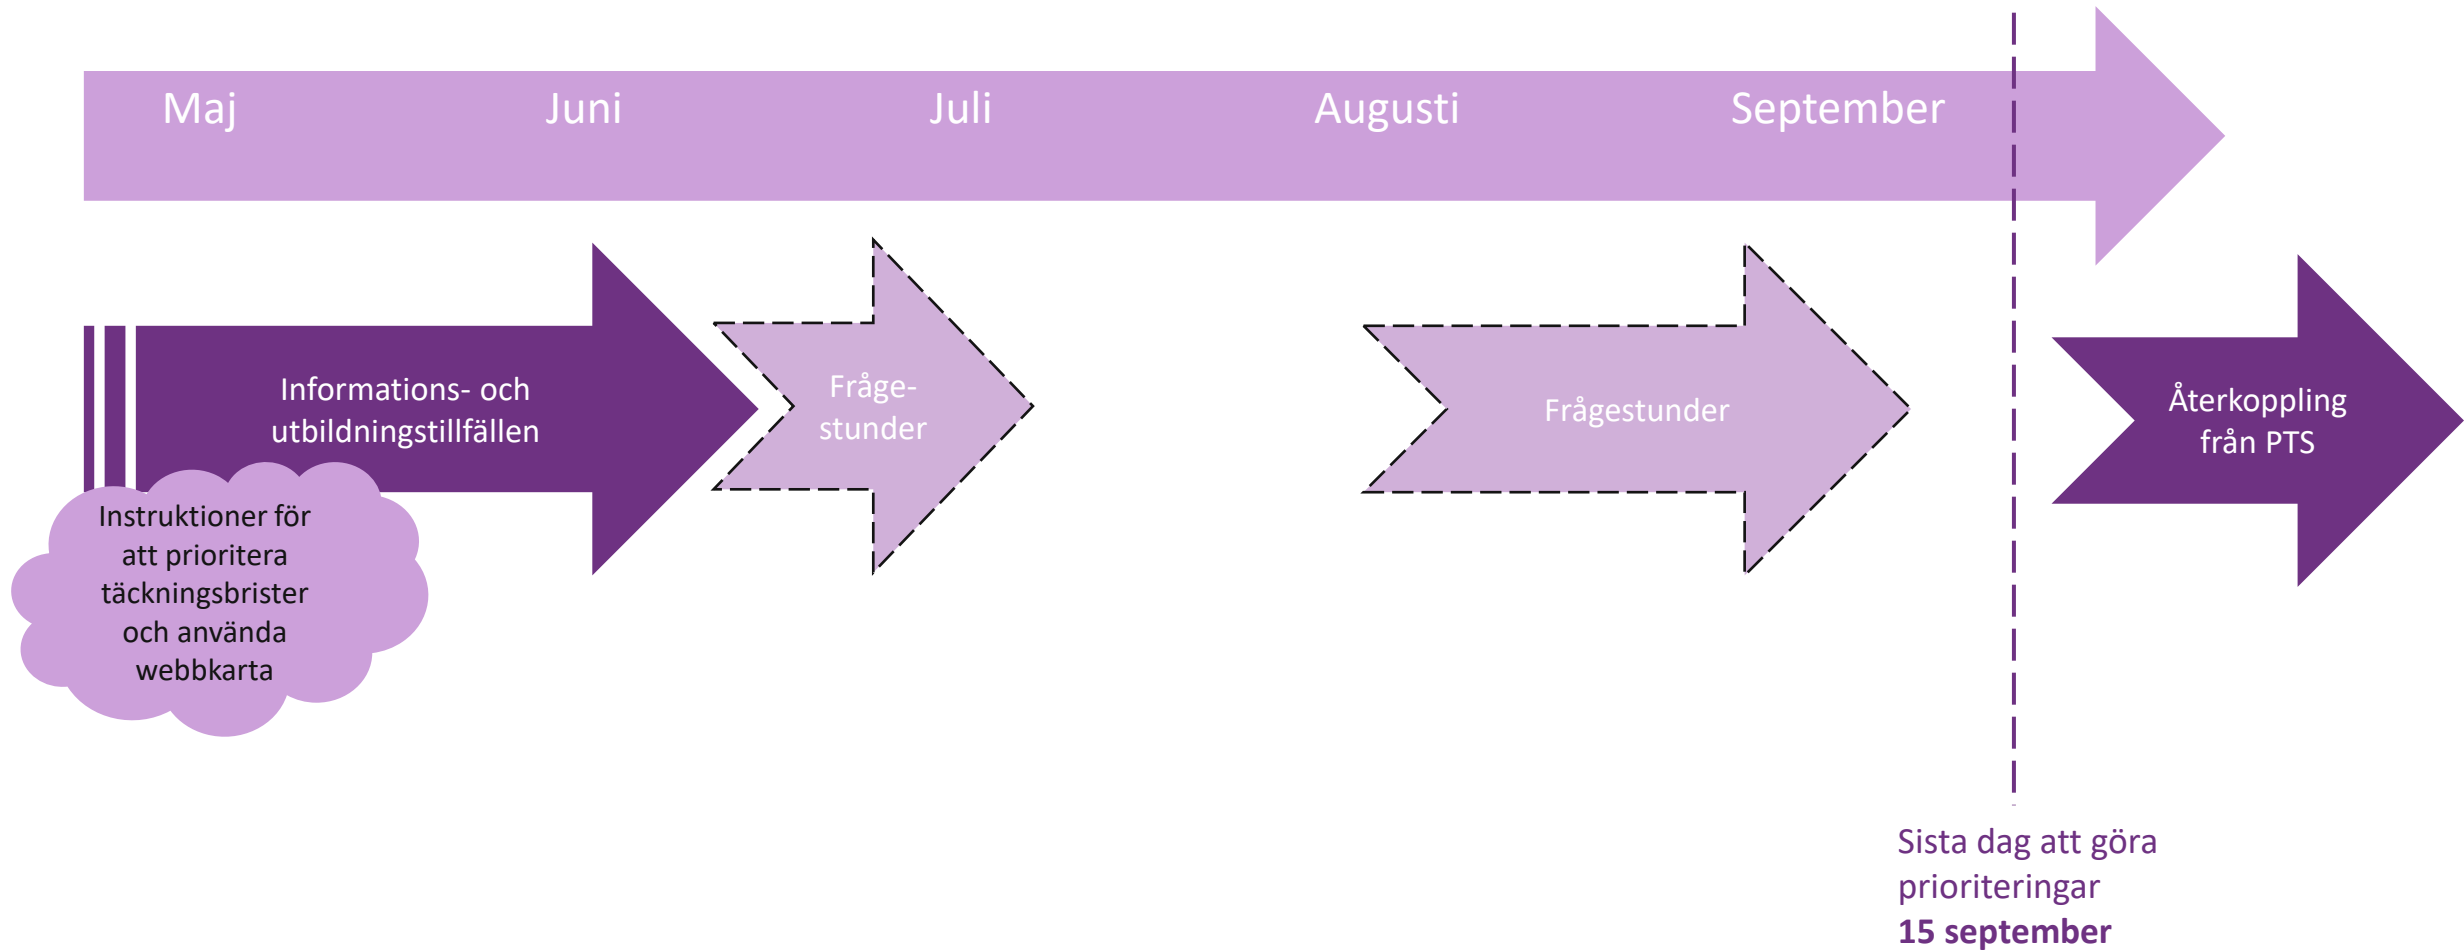 Maj
Juni
Juli
Augusti
September
Informations- och
utbildningstillfällen
Fråge-
stunder
Frågestunder
Återkoppling
från PTS
Instruktioner för
att prioritera
täckningsbrister
och använda
webbkarta
Sista dag att göra
prioriteringar
15 september